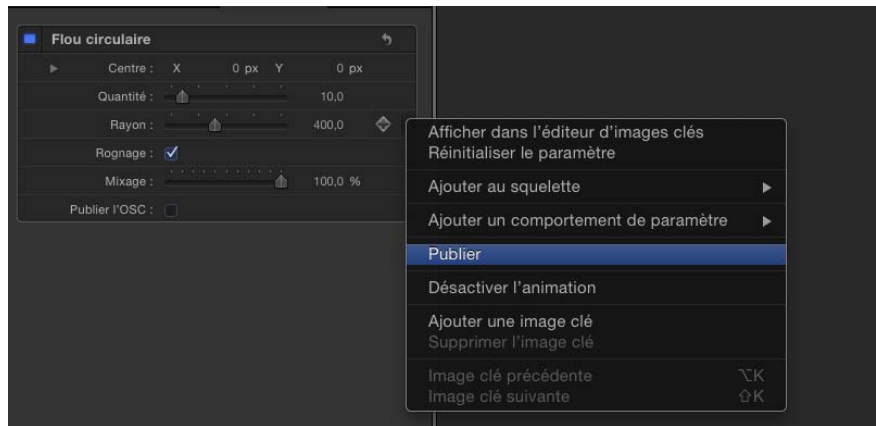 Flou circulaire
Centre : X 0 px Y 0 px
Quantité : 10,0
Rayon : 400,0
Rognage :
Mixage : 100,0 %
Publier l'OSC :
Afficher dans l'éditeur d'images clés
Réinitialiser le paramètre
Ajouter au squelette
Ajouter un comportement de paramètre
Publier
Désactiver l'animation
Ajouter une image clé
Supprimer l'image clé
Image clé précédente ⌥K
Image clé suivante ⇧K